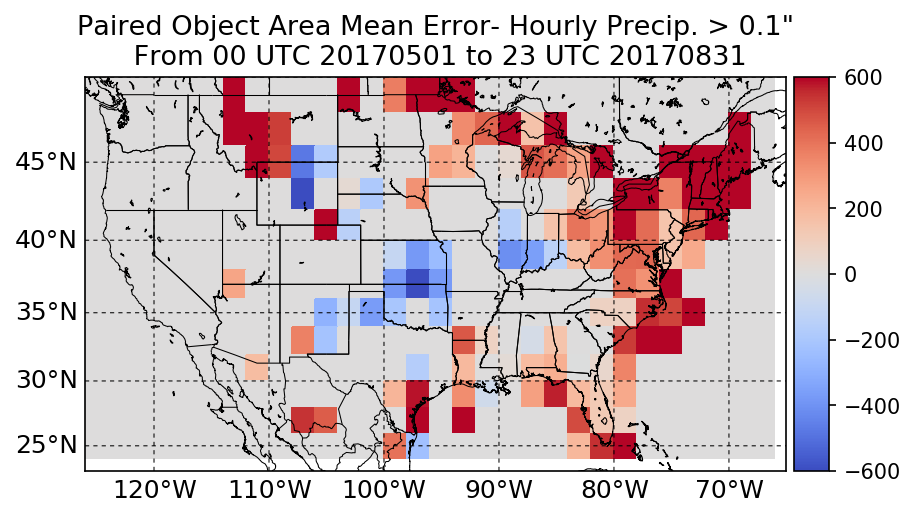 Paired Object Area Mean Error- Hourly Precip. > 0.1"
From 00 UTC 20170501 to 23 UTC 20170831
45°N
40°N
35°N
30°N
25°N
120°W 110°W 100°W 90°W 80°W 70°W
600
400
200
0
−200
−400
−600